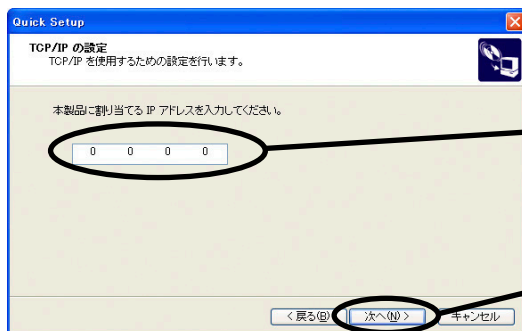 Quick Setup
TCP/IP の設定
TCP/IP を使用するための設定を行います。
本製品に割り当てる IP アドレスを入力してください。
0 0 0 0
< 戻る(B)
次へ(N) >
キャンセル